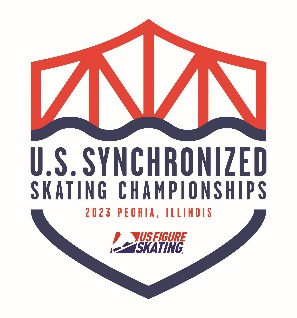 U.S. SYNCHRONIZED
SKATING CHAMPIONSHIPS
2023 PEORIA, ILLINOIS
US FIGURE
SKATING